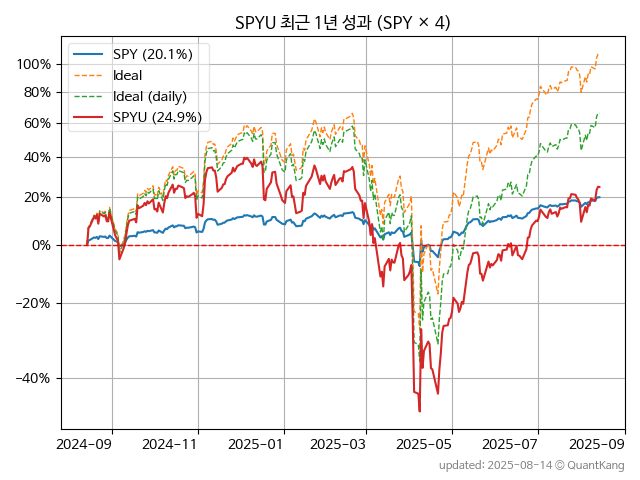 SPYU 최근 1년 성과 (SPY × 4)
SPY (20.1%)
Ideal
Ideal (daily)
SPYU (24.9%)
100%
80%
60%
40%
20%
0%
−20%
−40%
2024-09
2024-11
2025-01
2025-03
2025-05
2025-07
2025-09
updated: 2025-08-14 © QuantKang